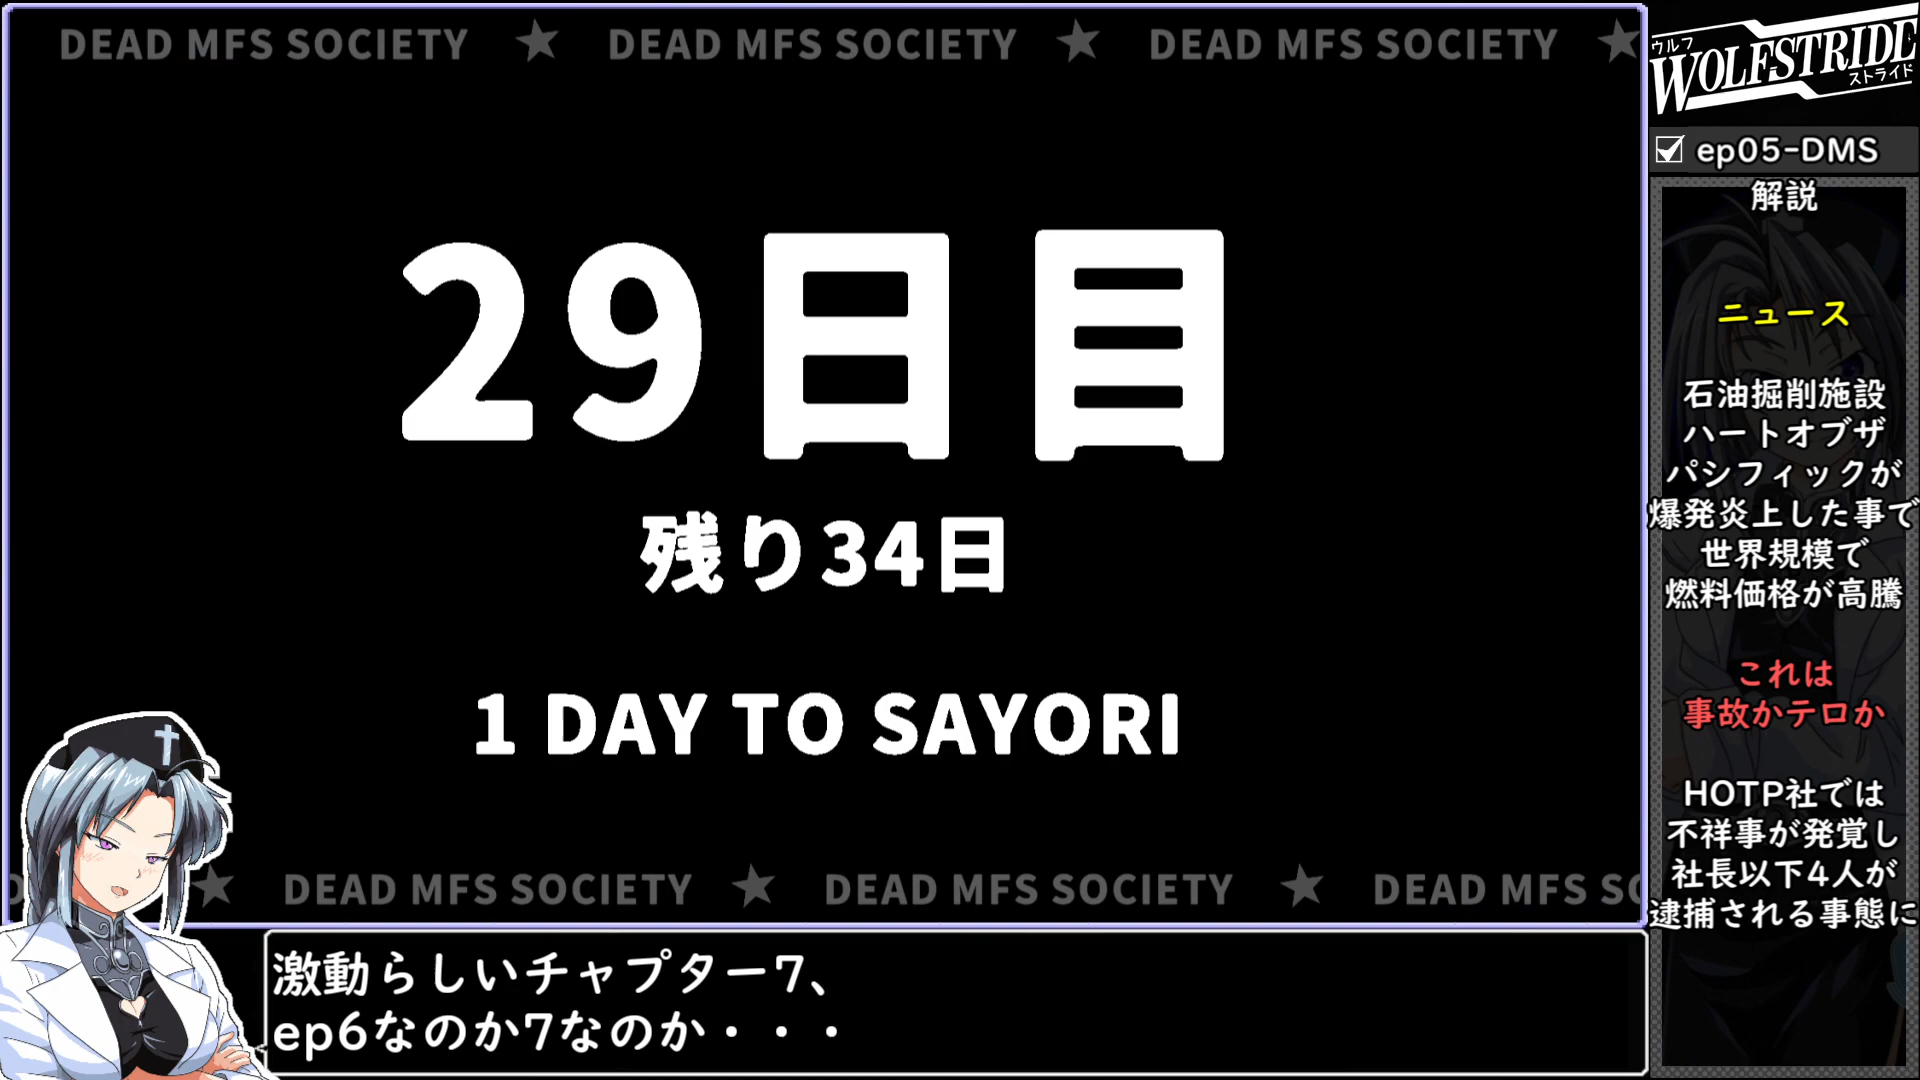 DEAD MFS SOCIETY ★ DEAD MFS SOCIETY ★ DEAD MFS SOCIETY ★
29日目
残り34日
1 DAY TO SAYORI
★ DEAD MFS SOCIETY ★ DEAD MFS SOCIETY ★ DEAD MFS SO
激動らしいチャプター7、
ep6なのか7なのか・・・
ウルフ
WOLFSTRIDE
ストライド
ep05-DMS
解説
ニュース
石油掘削施設
ハートオブザ
パシフィックが
爆発炎上した事で
世界規模で
燃料価格が高騰
これは
事故かテロか
HOTP社では
不祥事が発覚し
社長以下4人が
逮捕される事態に